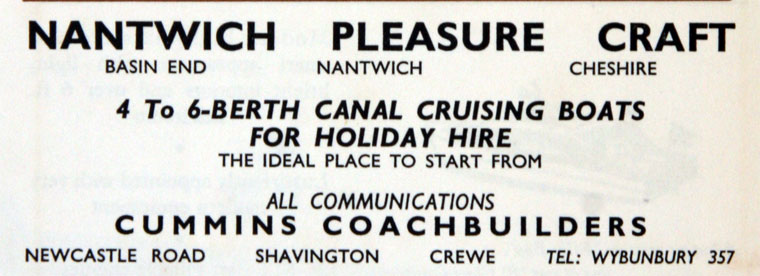 NANTWICH PLEASURE CRAFT
BASIN END NANTWICH CHESHIRE
4 To 6-BERTH CANAL CRUISING BOATS
FOR HOLIDAY HIRE
THE IDEAL PLACE TO START FROM
ALL COMMUNICATIONS
CUMMINS COACHBUILDERS
NEWCASTLE ROAD SHAVINGTON CREWE TEL: WYBUNBURY 357